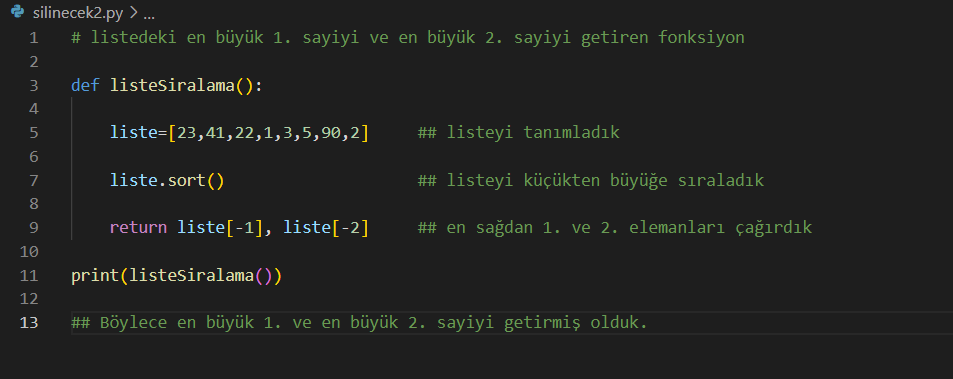 silinecek2.py > ...
1 # listedeki en büyük 1. sayiyi ve en büyük 2. sayiyi getiren fonksiyon
2
3 def listeSiralama():
4
5 liste=[23,41,22,1,3,5,90,2] ## listeyi tanımladık
6
7 liste.sort() ## listeyi küçükten büyüğe sıraladık
8
9 return liste[-1], liste[-2] ## en sağdan 1. ve 2. elemanları çağırdık
10
11 print(listeSiralama())
12
13 ## Böylece en büyük 1. ve en büyük 2. sayiyi getirmiş olduk.